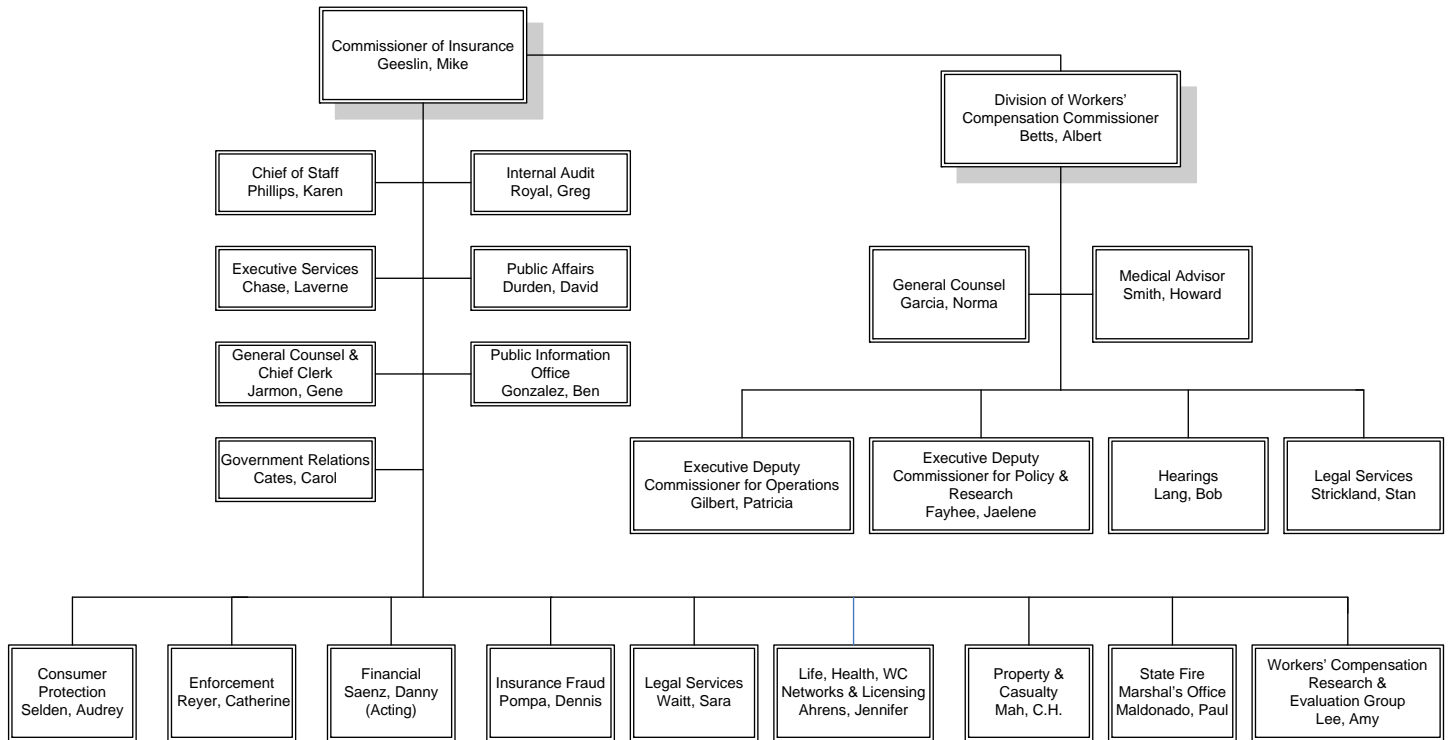 Commissioner of Insurance
Geeslin, Mike
Division of Workers'
Compensation Commissioner
Betts, Albert
Chief of Staff
Phillips, Karen
Internal Audit
Royal, Greg
Executive Services
Chase, Laverne
Public Affairs
Durden, David
General Counsel
Garcia, Norma
Medical Advisor
Smith, Howard
General Counsel &
Chief Clerk
Jarmon, Gene
Public Information
Office
Gonzalez, Ben
Government Relations
Cates, Carol
Executive Deputy
Commissioner for Operations
Gilbert, Patricia
Executive Deputy
Commissioner for Policy &
Research
Fayhee, Jaelene
Hearings
Lang, Bob
Legal Services
Strickland, Stan
Consumer
Protection
Selden, Audrey
Enforcement
Reyer, Catherine
Financial
Saenz, Danny
(Acting)
Insurance Fraud
Pompa, Dennis
Legal Services
Waitt, Sara
Life, Health, WC
Networks & Licensing
Ahrens, Jennifer
Property &
Casualty
Mah, C.H.
State Fire
Marshal's Office
Maldonado, Paul
Workers' Compensation
Research &
Evaluation Group
Lee, Amy